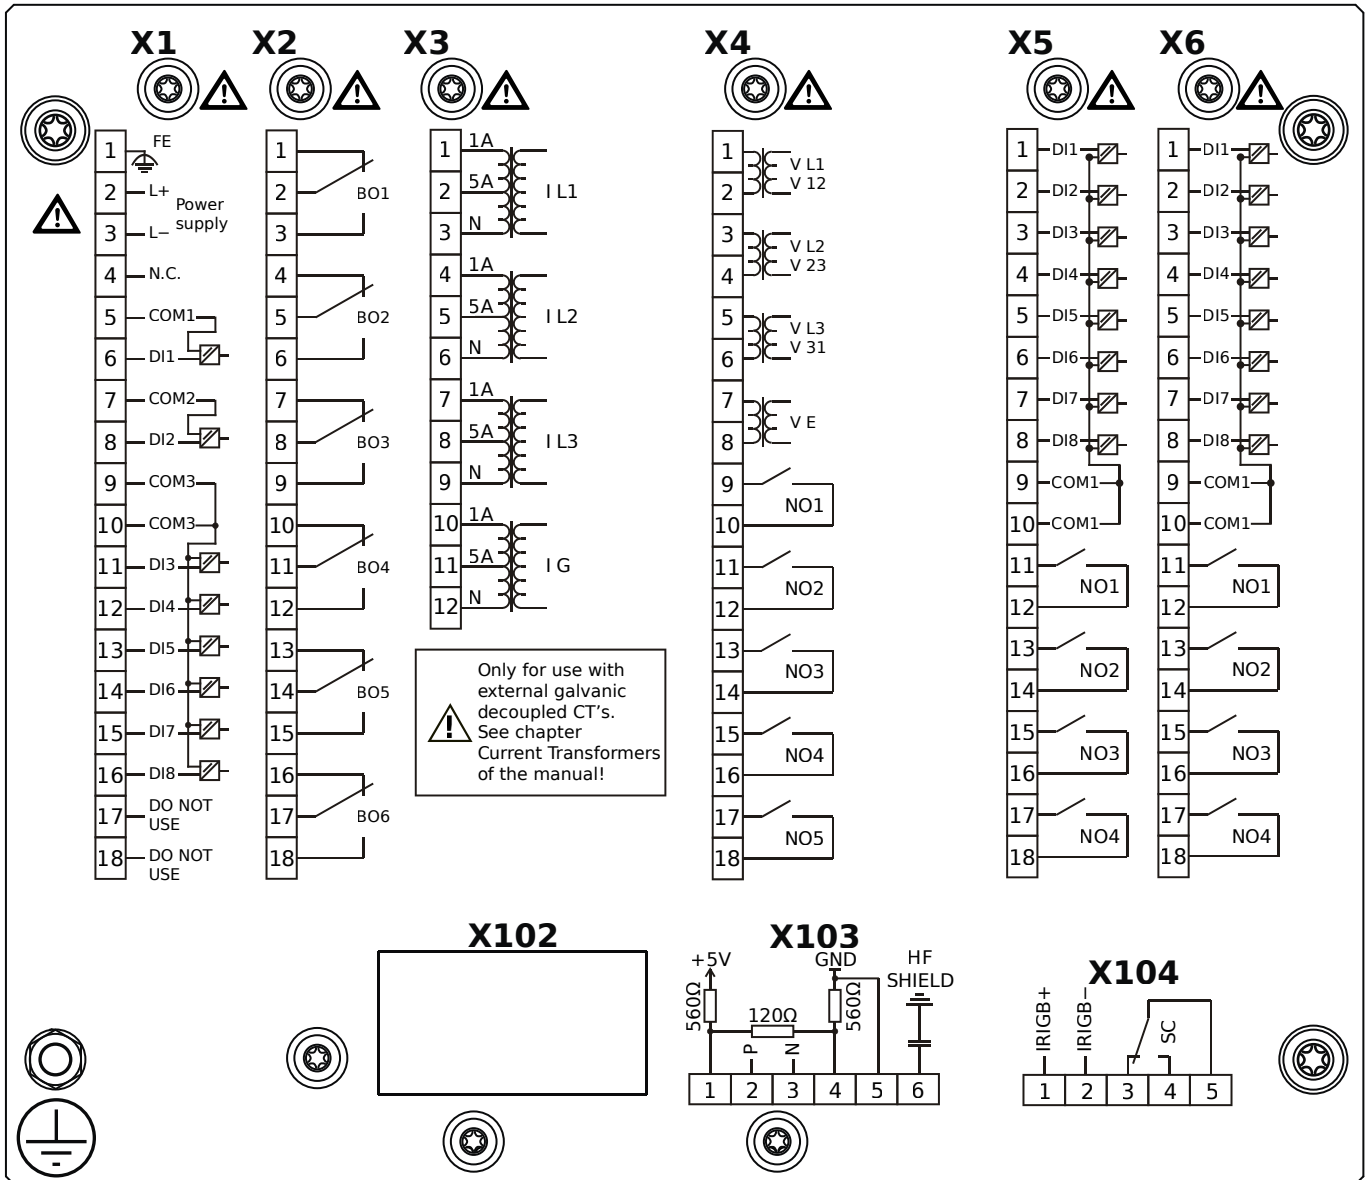 X1 X2 X3 X4 X5 X6
1 FE
2 L+
Power
supply
3 L−
4 N.C.
5 COM1
6 DI1
7 COM2
8 DI2
9 COM3
10 COM3
11 DI3
12 DI4
13 DI5
14 DI6
15 DI7
16 DI8
17 DO NOT
USE
18 DO NOT
USE
1
2 BO1
3
4
5 BO2
6
7
8 BO3
9
10
11 BO4
12
13
14 BO5
15
16
17 BO6
18
1 1A
2 5A I L1
3 N
4 1A
5 5A I L2
6 N
7 1A
8 5A I L3
9 N
10 1A
11 5A I G
12 N
Only for use with
external galvanic
decoupled CT's.
See chapter
Current Transformers
of the manual!
1 V L1
2 V 12
3 V L2
4 V 23
5 V L3
6 V 31
7
V E
8
9
NO1
10
11
NO2
12
13
NO3
14
15
NO4
16
17
NO5
18
1 DI1
2 DI2
3 DI3
4 DI4
5 DI5
6 DI6
7 DI7
8 DI8
9 COM1
10 COM1
11
NO1
12
13
NO2
14
15
NO3
16
17
NO4
18
1 DI1
2 DI2
3 DI3
4 DI4
5 DI5
6 DI6
7 DI7
8 DI8
9 COM1
10 COM1
11
NO1
12
13
NO2
14
15
NO3
16
17
NO4
18
X102
X103
+5V GND HF
SHIELD
560Ω 120Ω 560Ω
P N
1 2 3 4 5 6
X104
IRIGB+ IRIGB− SC
1 2 3 4 5